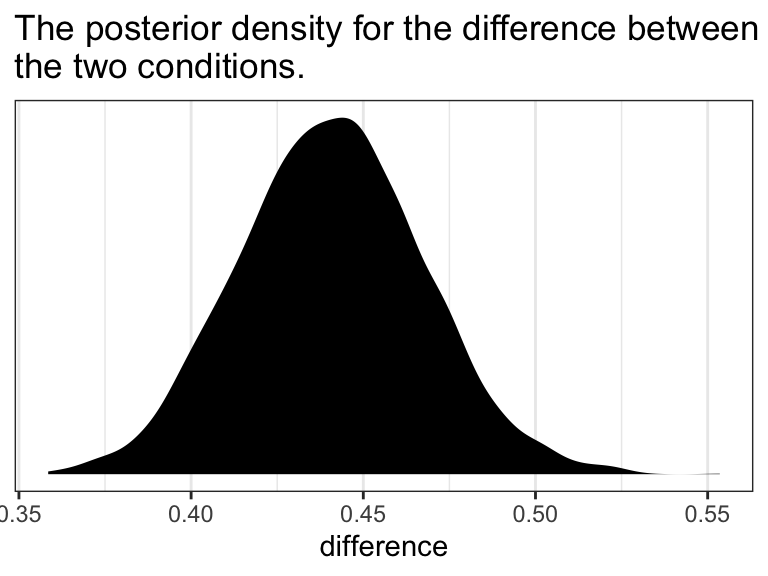 The posterior density for the difference between
the two conditions.
0.35 0.40 0.45 0.50 0.55
difference